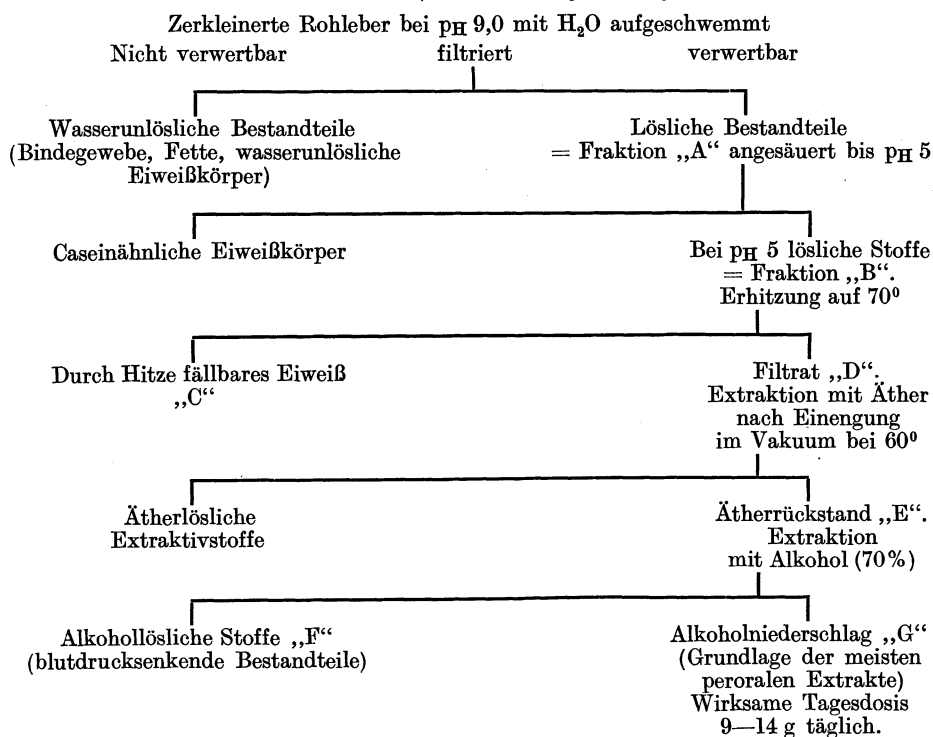 Zerkleinerte Rohleber bei pH 9,0 mit H₂O aufgeschwemmt
Nicht verwertbar filtriert verwertbar
Wasserunlösliche Bestandteile
(Bindegewebe, Fette, wasserunlösliche
Eiweißkörper)
Lösliche Bestandteile
= Fraktion „A“ angesäuert bis pH 5
Caseinähnliche Eiweißkörper
Bei pH 5 lösliche Stoffe
= Fraktion „B“.
Erhitzung auf 70⁰
Durch Hitze fällbares Eiweiß
„C“
Filtrat „D“.
Extraktion mit Äther
nach Einengung
im Vakuum bei 60⁰
Ätherlösliche
Extraktivstoffe
Ätherrückstand „E“.
Extraktion
mit Alkohol (70%)
Alkohollösliche Stoffe „F“
(blutdrucksenkende Bestandteile)
Alkoholniederschlag „G“
(Grundlage der meisten
peroralen Extrakte)
Wirksame Tagesdosis
9—14 g täglich.